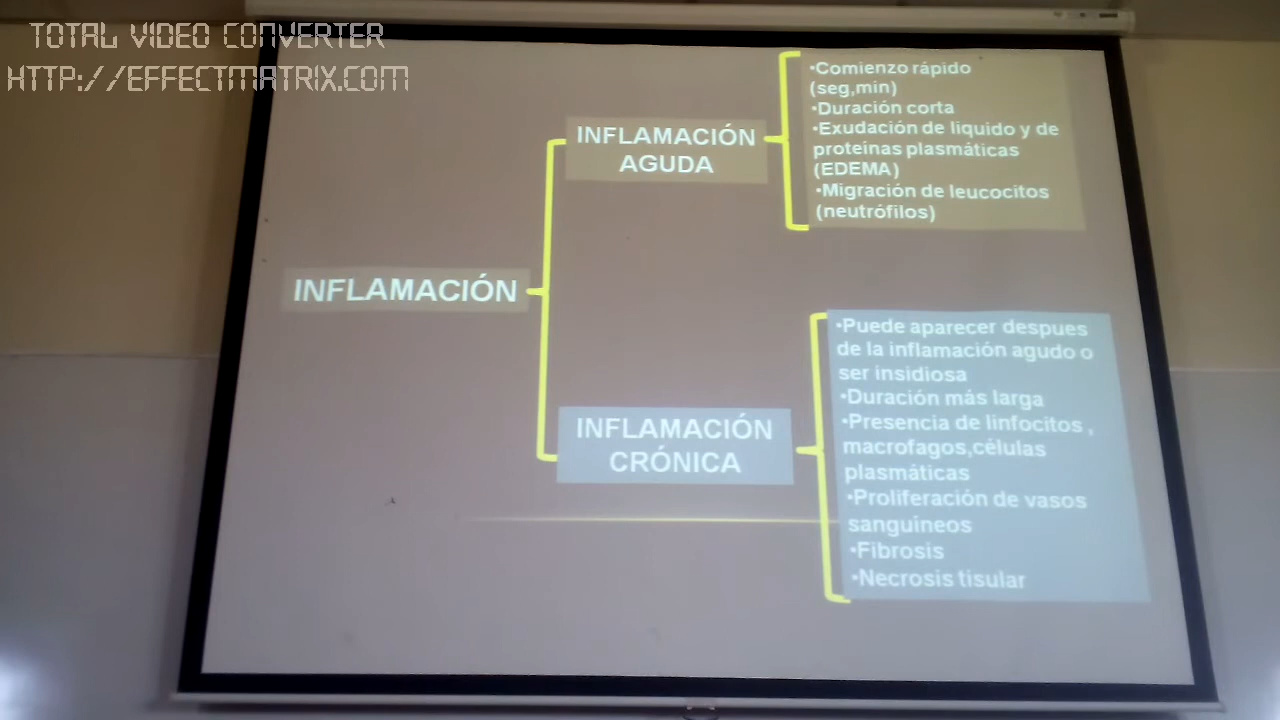 TOTAL VIDEO CONVERTER
HTTP://EFFECTMATRIX.COM
INFLAMACIÓN
INFLAMACIÓN
AGUDA
•Comienzo rápido
(seg,min)
•Duración corta
•Exudación de liquido y de
proteínas plasmáticas
(EDEMA)
•Migración de leucocitos
(neutrófilos)
INFLAMACIÓN
CRÓNICA
•Puede aparecer despues
de la inflamación agudo o
ser insidiosa
•Duración más larga
•Presencia de linfocitos ,
macrofagos,células
plasmáticas
•Proliferación de vasos
sanguineos
•Fibrosis
•Necrosis tisular